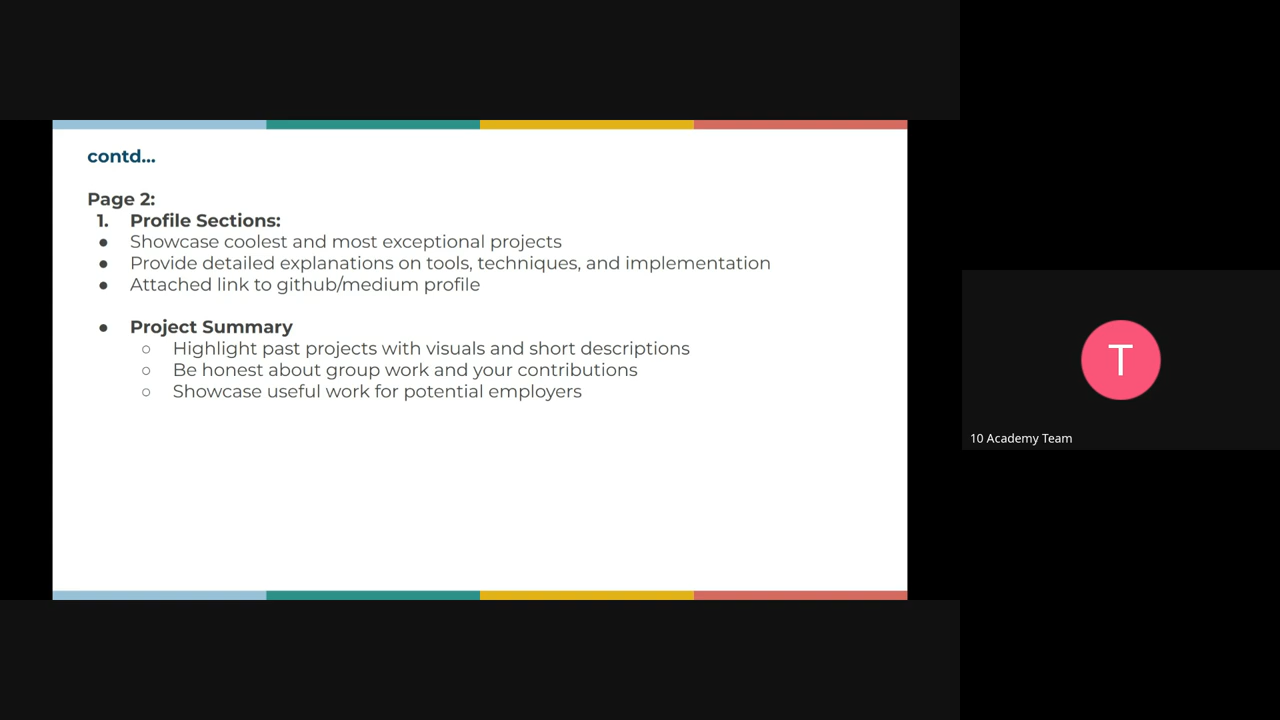 contd...
Page 2:
1. Profile Sections:
● Showcase coolest and most exceptional projects
● Provide detailed explanations on tools, techniques, and implementation
● Attached link to github/medium profile
● Project Summary
○ Highlight past projects with visuals and short descriptions
○ Be honest about group work and your contributions
○ Showcase useful work for potential employers
T
10 Academy Team